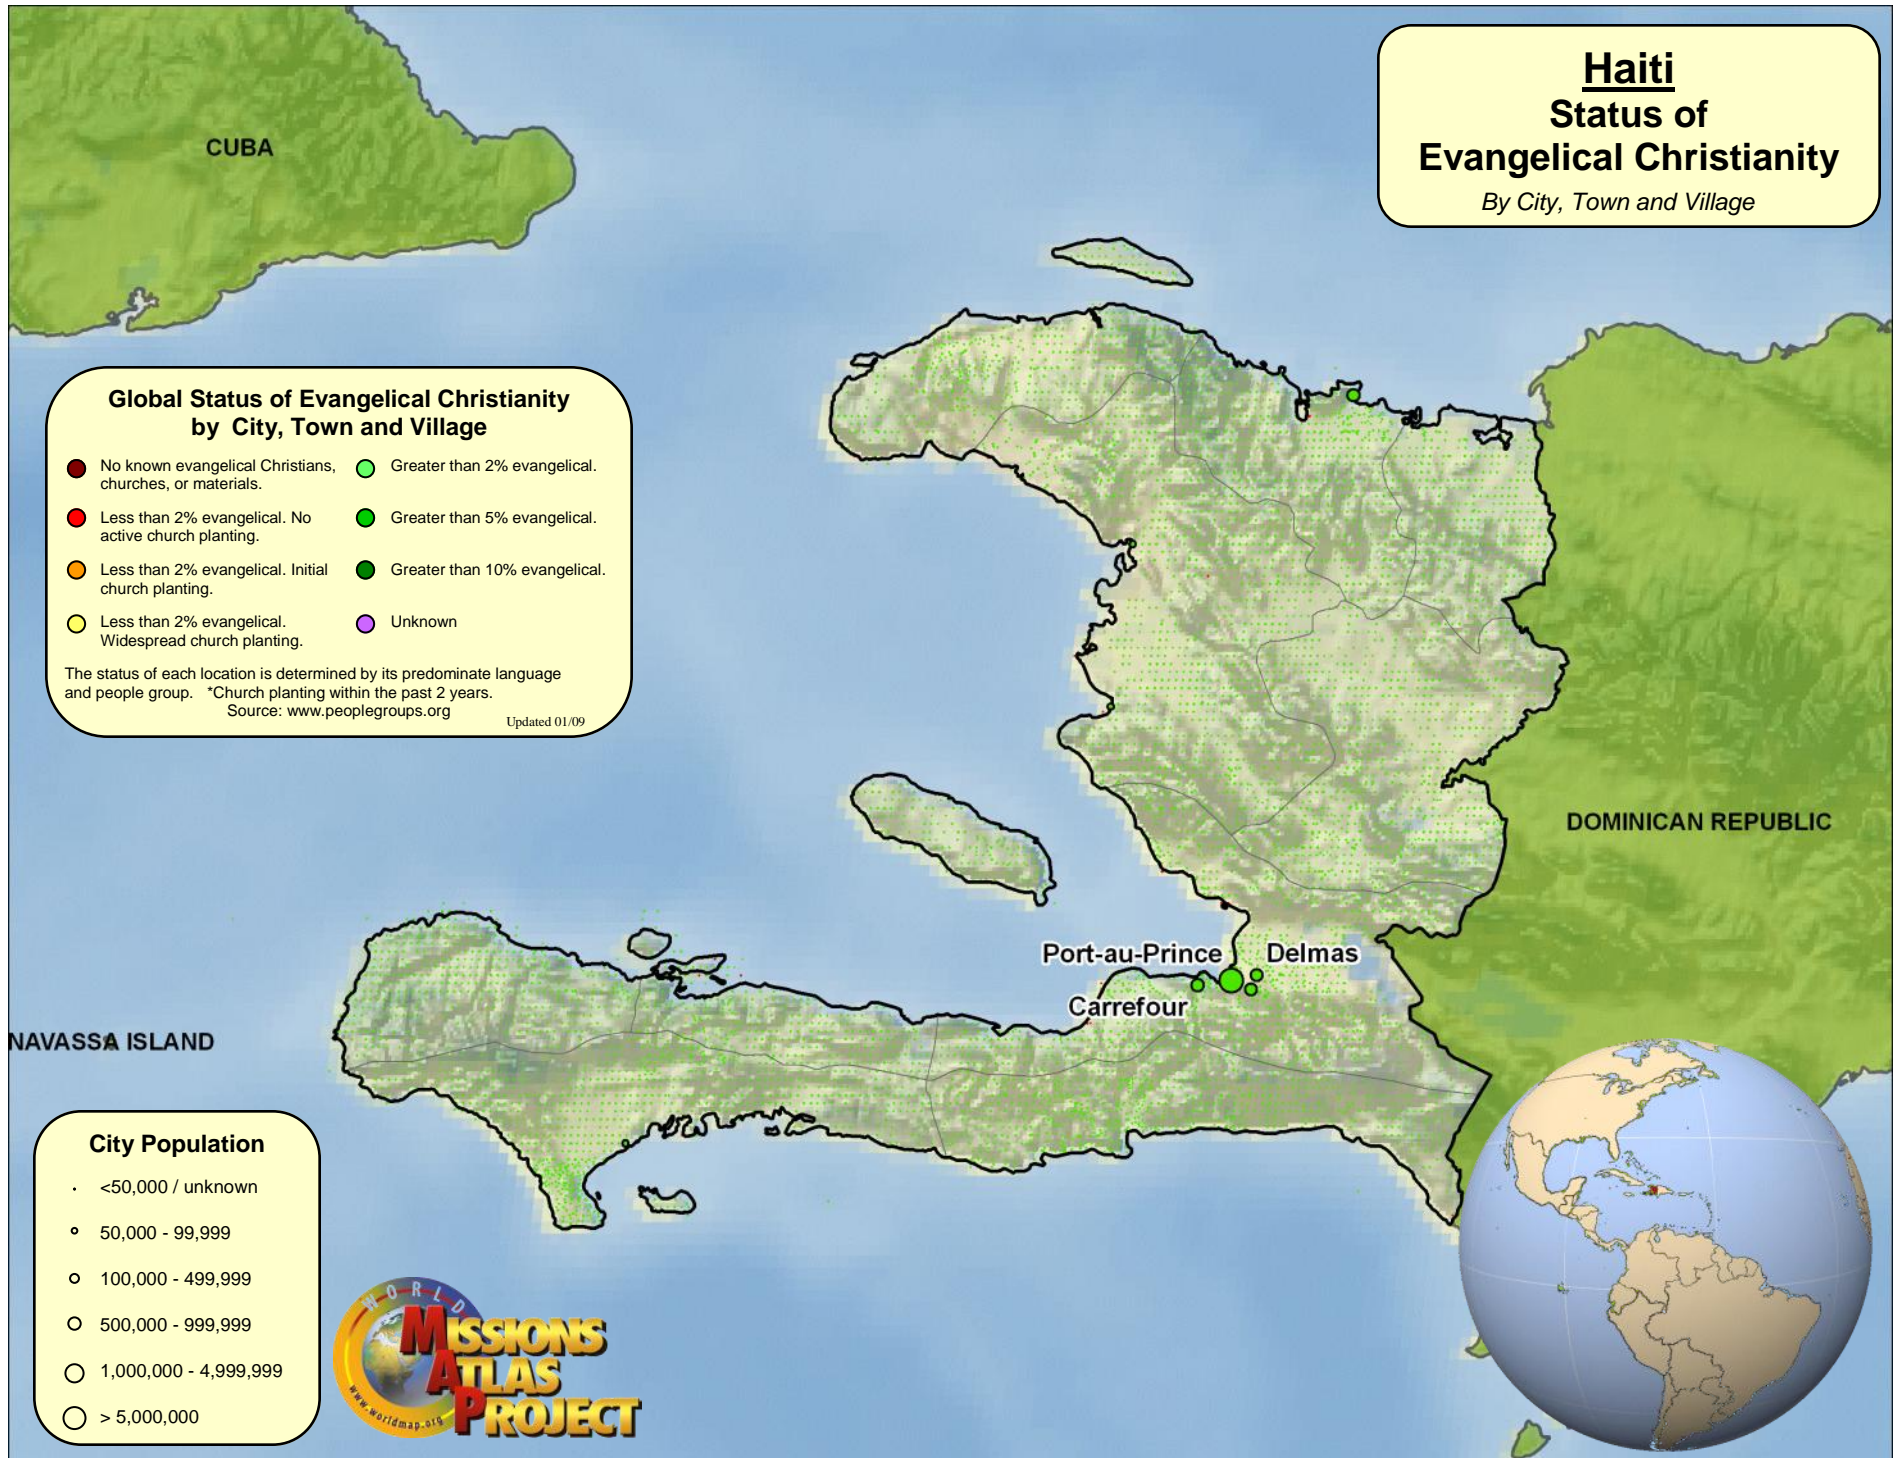 Haiti
Status of
Evangelical Christianity
By City, Town and Village
CUBA
Global Status of Evangelical Christianity
by City, Town and Village
No known evangelical Christians,
churches, or materials.
Less than 2% evangelical. No
active church planting.
Less than 2% evangelical. Initial
church planting.
Less than 2% evangelical.
Widespread church planting.
Greater than 2% evangelical.
Greater than 5% evangelical.
Greater than 10% evangelical.
Unknown
The status of each location is determined by its predominate language
and people group. *Church planting within the past 2 years.
Source: www.peoplegroups.org
Updated 01/09
DOMINICAN REPUBLIC
Port-au-Prince
Delmas
Carrefour
NAVASSA ISLAND
City Population
<50,000 / unknown
50,000 - 99,999
100,000 - 499,999
500,000 - 999,999
1,000,000 - 4,999,999
> 5,000,000
WORLD
MISSIONS
ATLAS
PROJECT
www.worldmap.org